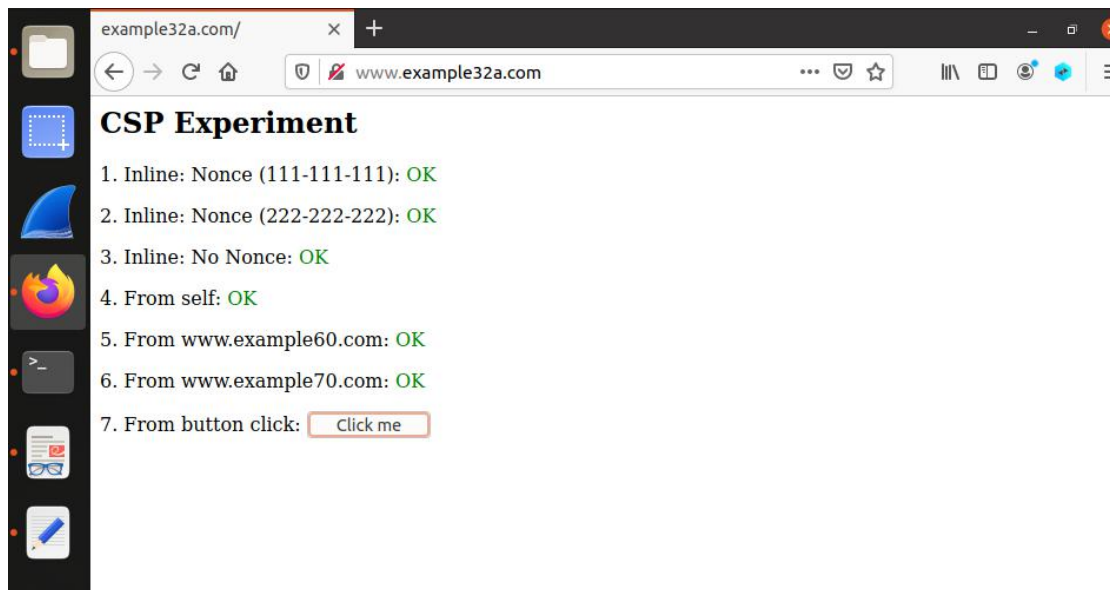 example32a.com/
www.example32a.com
CSP Experiment
1. Inline: Nonce (111-111-111): OK
2. Inline: Nonce (222-222-222): OK
3. Inline: No Nonce: OK
4. From self: OK
5. From www.example60.com: OK
6. From www.example70.com: OK
7. From button click: Click me